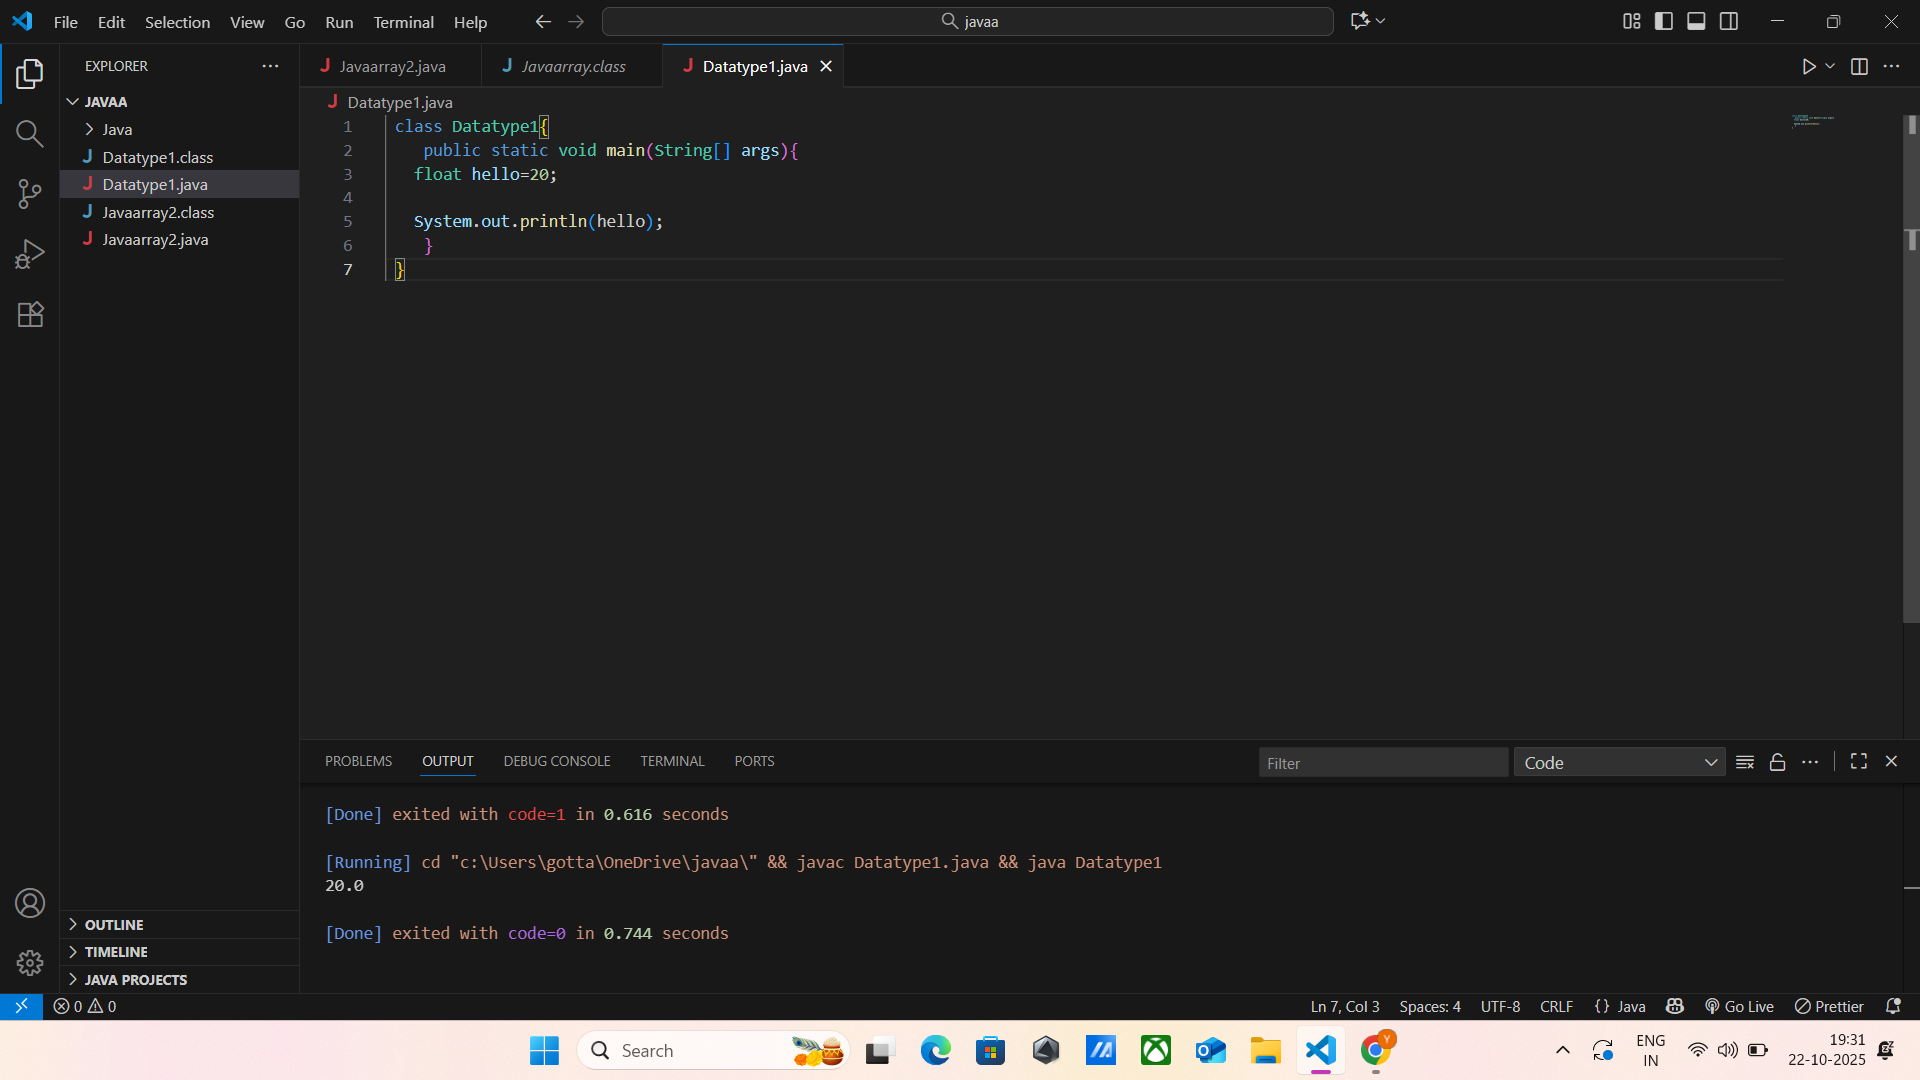 File Edit Selection View Go Run Terminal Help
javaa
EXPLORER
JAVAA
Java
Datatype1.class
Datatype1.java
Javaarray2.class
Javaarray2.java
OUTLINE
TIMELINE
JAVA PROJECTS
Javaarray2.java Javaarray.class Datatype1.java
Datatype1.java
1 class Datatype1{
2 public static void main(String[] args){
3 float hello=20;
4
5 System.out.println(hello);
6 }
7 }
PROBLEMS OUTPUT DEBUG CONSOLE TERMINAL PORTS
Filter
Code
[Done] exited with code=1 in 0.616 seconds
[Running] cd "c:\Users\gotta\OneDrive\javaa\" && javac Datatype1.java && java Datatype1
20.0
[Done] exited with code=0 in 0.744 seconds
0 0
Ln 7, Col 3 Spaces: 4 UTF-8 CRLF {} Java Go Live Prettier
Search
Y
ENG
IN
19:31
22-10-2025